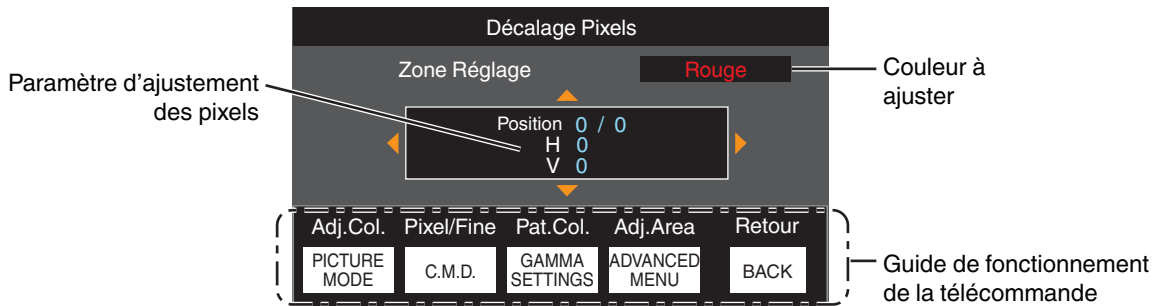 Décalage Pixels
Zone Réglage Rouge
Couleur à
ajuster
Paramètre d'ajustement
des pixels
Position 0 / 0
H 0
V 0
Adj.Col. Pixel/Fine Pat.Col. Adj.Area Retour
PICTURE
MODE
C.M.D.
GAMMA
SETTINGS
ADVANCED
MENU
BACK
Guide de fonctionnement
de la télécommande